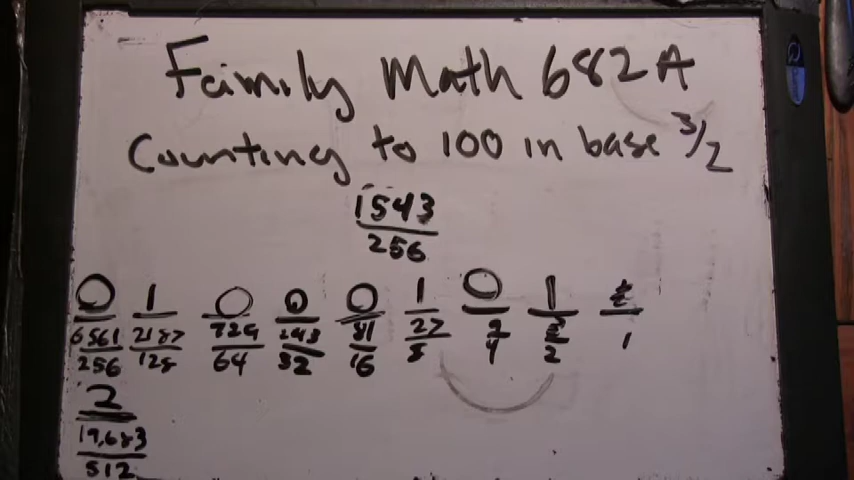 Family Math 682A
Counting to 100 in base 3/2
1543
256
0 1 0 0 0 1 0 1
6561 2187 729 243 81 27 9 3
256 128 64 32 16 8 4 2 1
2
19,683
512